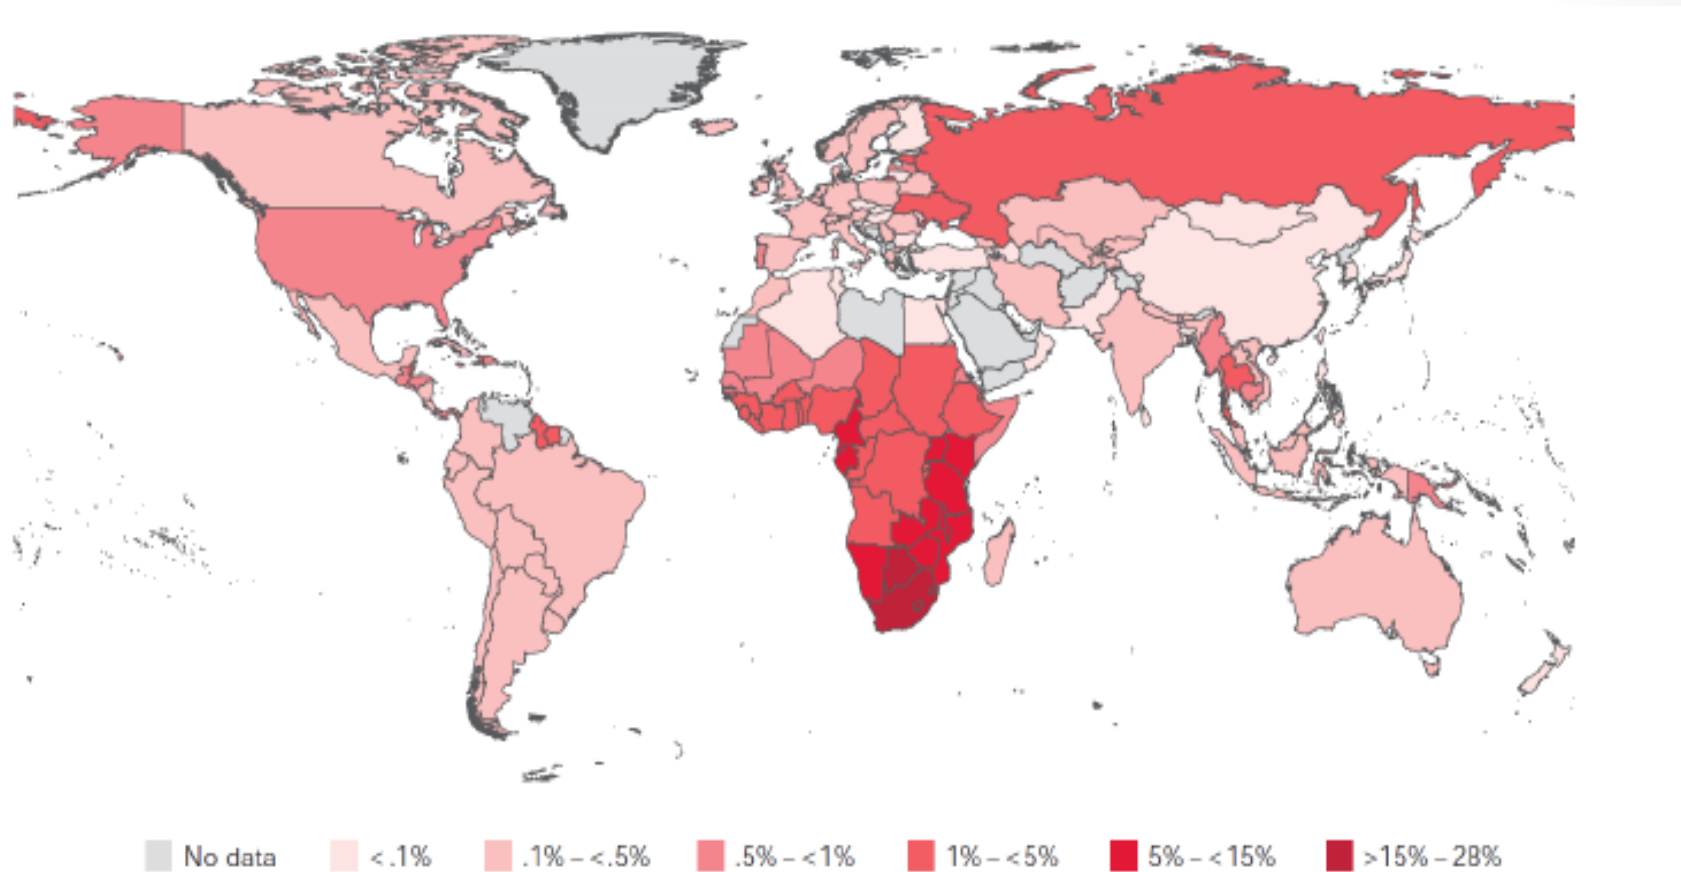 No data <.1% .1% – <.5% .5% – <1% 1% – <5% 5% – <15% >15% – 28%